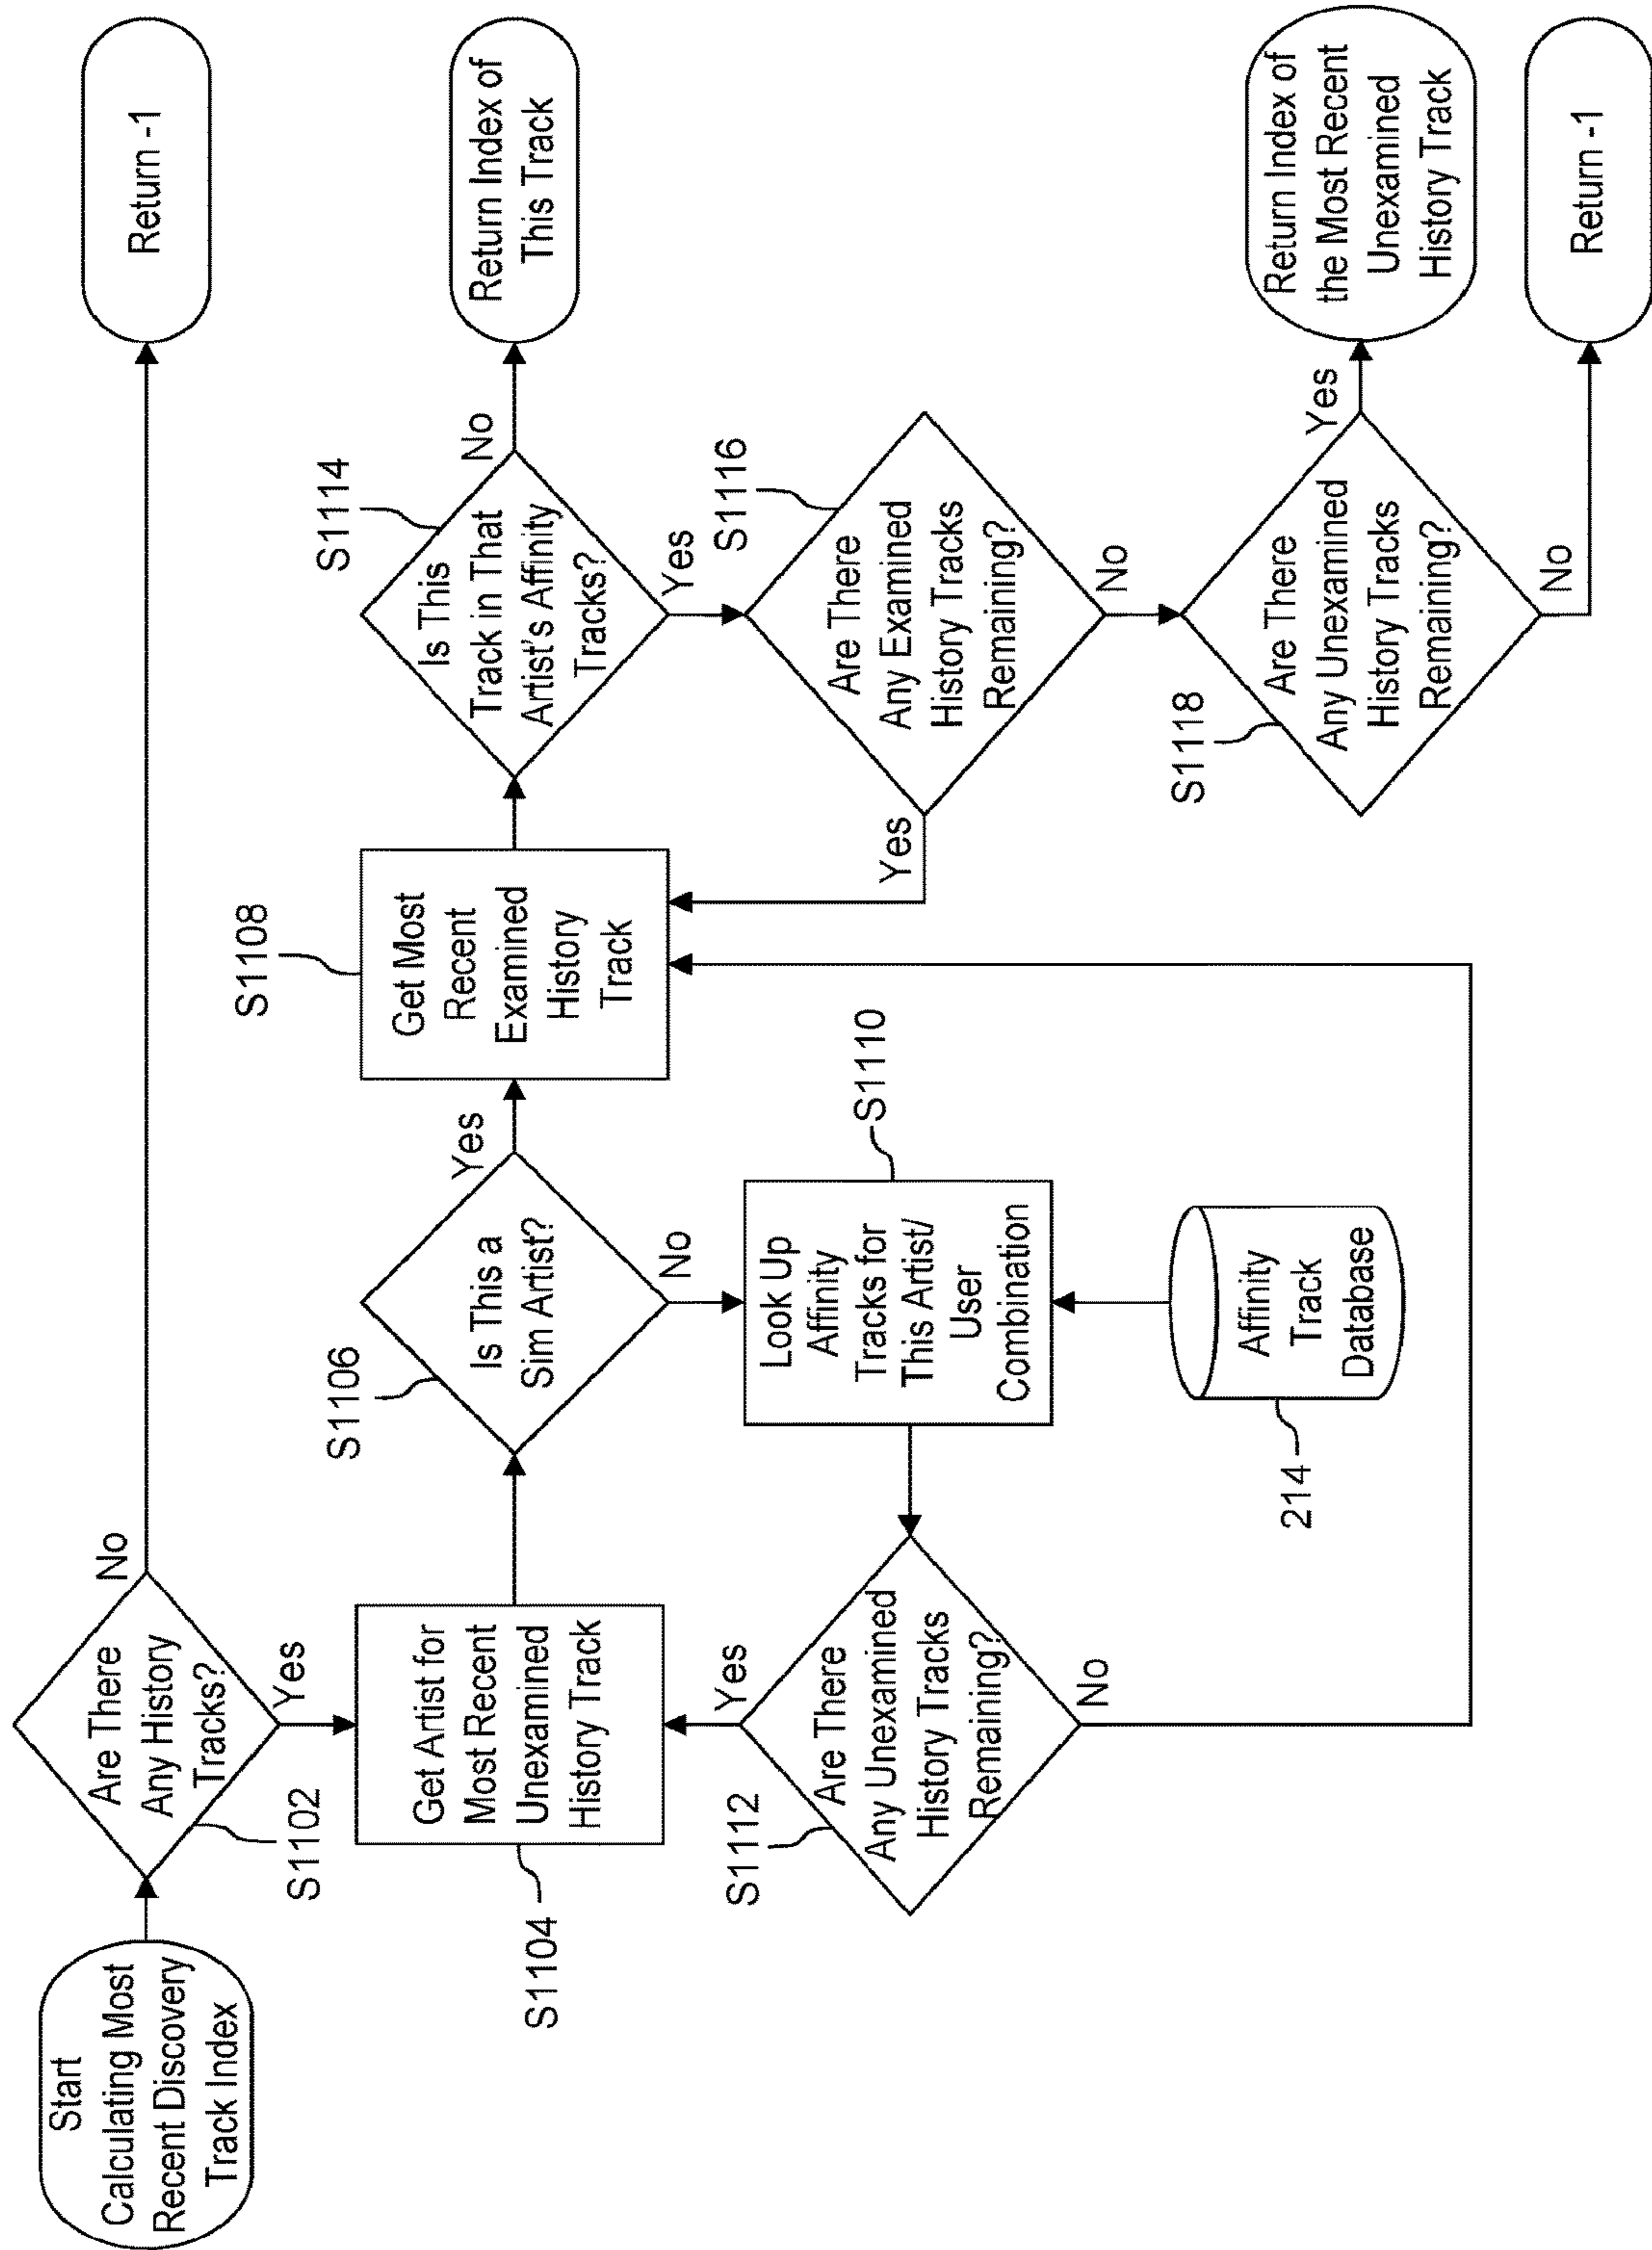 Start
Calculating Most
Recent Discovery
Track Index
Are There
Any History
Tracks?
S1102
No
Return -1
Yes
Get Artist for
Most Recent
Unexamined
History Track
S1104
Is This a
Sim Artist?
S1106
Yes
Get Most
Recent
Examined
History
Track
S1108
Is This
Track in That
Artist's Affinity
Tracks?
S1114
No
Return Index of
This Track
Yes
No
Look Up
Affinity
Tracks for
This Artist/
User
Combination
S1110
Affinity
Track
Database
214
Are There
Any Unexamined
History Tracks
Remaining?
S1112
Yes
No
Are There
Any Examined
History Tracks
Remaining?
S1116
Yes
No
Are There
Any Unexamined
History Tracks
Remaining?
S1118
Yes
Return Index of
the Most Recent
Unexamined
History Track
No
Return -1